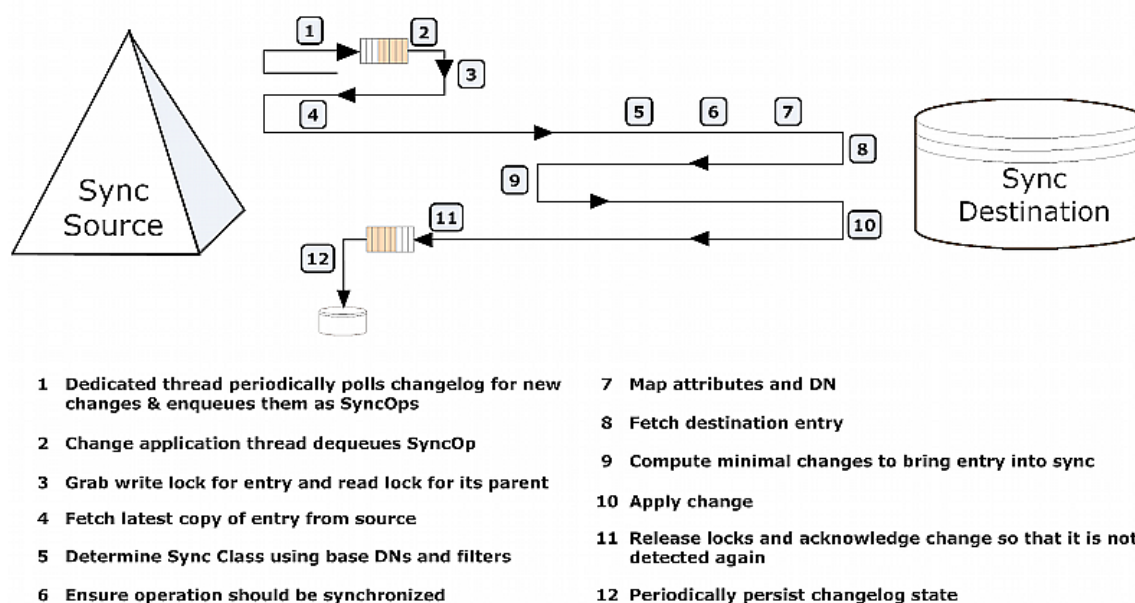 1
2
3
4
5
6
7
8
9
10
11
12
Sync
Source
Sync
Destination
1 Dedicated thread periodically polls changelog for new
changes & enqueues them as SyncOps
2 Change application thread dequeues SyncOp
3 Grab write lock for entry and read lock for its parent
4 Fetch latest copy of entry from source
5 Determine Sync Class using base DNs and filters
6 Ensure operation should be synchronized
7 Map attributes and DN
8 Fetch destination entry
9 Compute minimal changes to bring entry into sync
10 Apply change
11 Release locks and acknowledge change so that it is not
detected again
12 Periodically persist changelog state